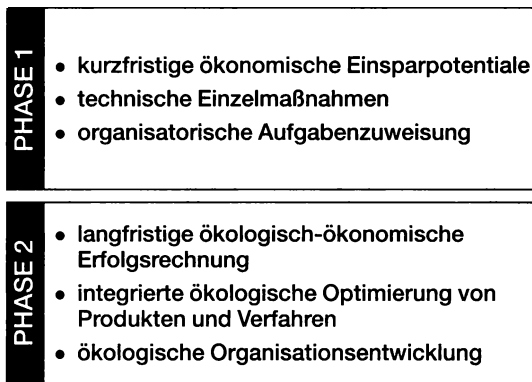 PHASE 1
• kurzfristige ökonomische Einsparpotentiale
• technische Einzelmaßnahmen
• organisatorische Aufgabenzuweisung
PHASE 2
• langfristige ökologisch-ökonomische
Erfolgsrechnung
• integrierte ökologische Optimierung von
Produkten und Verfahren
• ökologische Organisationsentwicklung